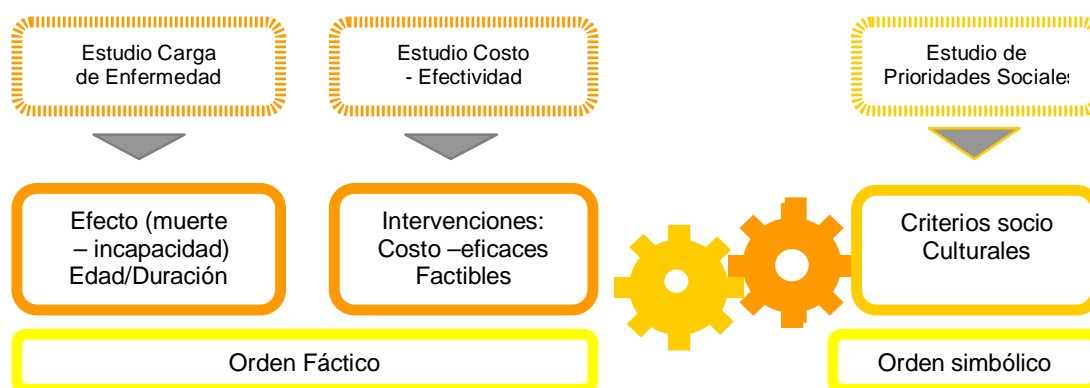 Estudio Carga
de Enfermedad
Estudio Costo
- Efectividad
Estudio de
Prioridades Sociales
Efecto (muerte
– incapacidad)
Edad/Duración
Intervenciones:
Costo –eficaces
Factibles
Criterios socio
Culturales
Orden Fáctico
Orden simbólico